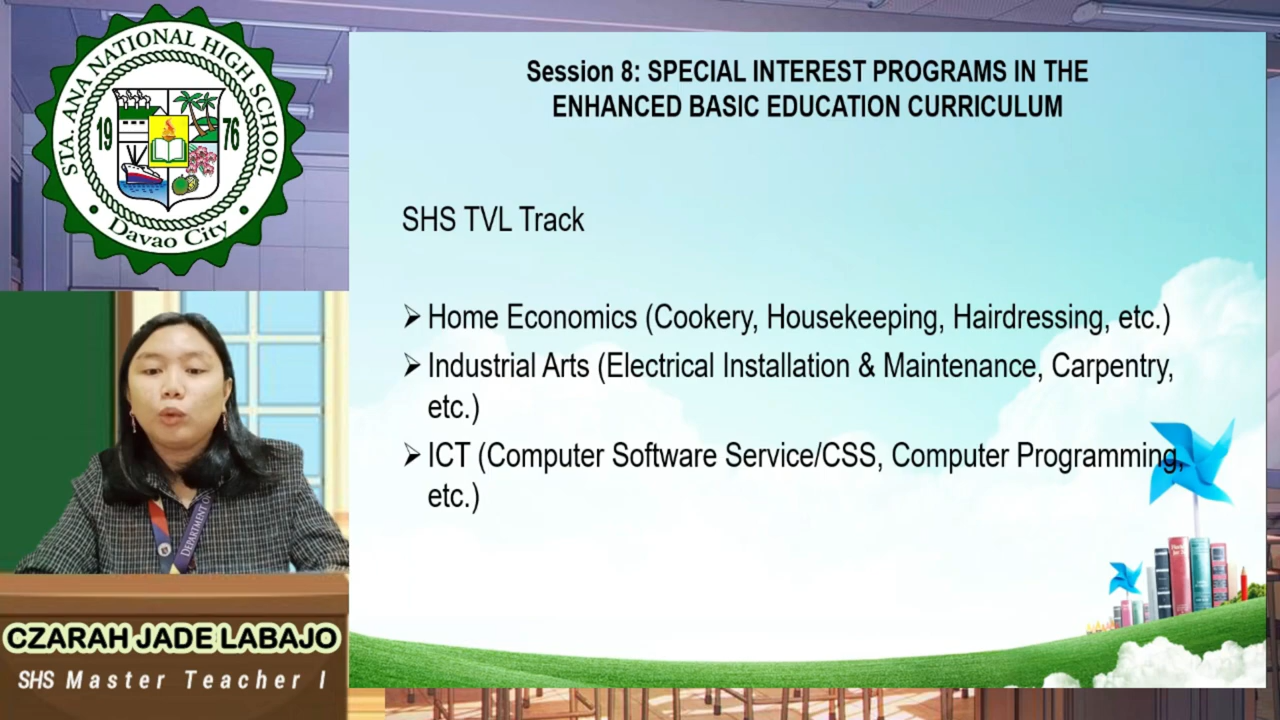 STA. ANA NATIONAL HIGH SCHOOL
19 76
Davao City
Session 8: SPECIAL INTEREST PROGRAMS IN THE
ENHANCED BASIC EDUCATION CURRICULUM
SHS TVL Track
Home Economics (Cookery, Housekeeping, Hairdressing, etc.)
Industrial Arts (Electrical Installation & Maintenance, Carpentry,
etc.)
ICT (Computer Software Service/CSS, Computer Programming,
etc.)
DEPARTMENT
CZARAH JADE LABAJO
SHS Master Teacher I